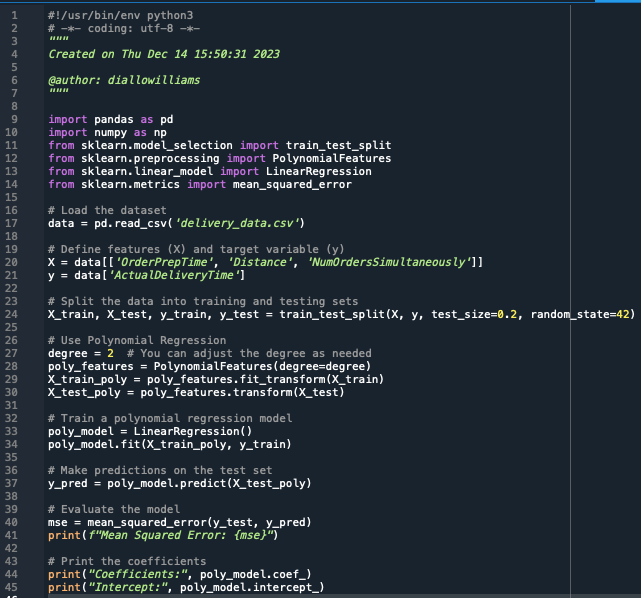 1 #!/usr/bin/env python3
2 # -*- coding: utf-8 -*-
3 """
4 Created on Thu Dec 14 15:50:31 2023
5
6 @author: diallowilliams
7 """
8
9 import pandas as pd
10 import numpy as np
11 from sklearn.model_selection import train_test_split
12 from sklearn.preprocessing import PolynomialFeatures
13 from sklearn.linear_model import LinearRegression
14 from sklearn.metrics import mean_squared_error
15
16 # Load the dataset
17 data = pd.read_csv('delivery_data.csv')
18
19 # Define features (X) and target variable (y)
20 X = data[['OrderPrepTime', 'Distance', 'NumOrdersSimultaneously']]
21 y = data['ActualDeliveryTime']
22
23 # Split the data into training and testing sets
24 X_train, X_test, y_train, y_test = train_test_split(X, y, test_size=0.2, random_state=42)
25
26 # Use Polynomial Regression
27 degree = 2 # You can adjust the degree as needed
28 poly_features = PolynomialFeatures(degree=degree)
29 X_train_poly = poly_features.fit_transform(X_train)
30 X_test_poly = poly_features.transform(X_test)
31
32 # Train a polynomial regression model
33 poly_model = LinearRegression()
34 poly_model.fit(X_train_poly, y_train)
35
36 # Make predictions on the test set
37 y_pred = poly_model.predict(X_test_poly)
38
39 # Evaluate the model
40 mse = mean_squared_error(y_test, y_pred)
41 print(f"Mean Squared Error: {mse}")
42
43 # Print the coefficients
44 print("Coefficients:", poly_model.coef_)
45 print("Intercept:", poly_model.intercept_)